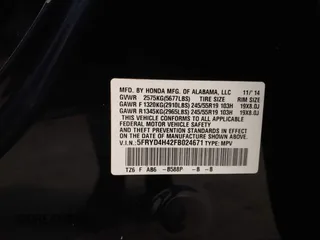 MFD. BY HONDA MFG. OF ALABAMA, LLC 11/'14
GVWR 2575KG(5677LBS) TIRE SIZE RIM SIZE
GAWR F 1320KG(2910LBS) 245/55R19 103H 19X8.0J
GAWR R 1345KG(2965LBS) 245/55R19 103H 19X8.0J
THIS VEHICLE CONFORMS TO ALL APPLICABLE FEDERAL
MOTOR VEHICLE SAFETY AND THEFT PREVENTION
STANDARDS IN EFFECT ON THE DATE OF
MANUFACTURE SHOWN ABOVE.
V.I.N.: 5FRYD4H42FB024671 TYPE: MPV
TZ6 F AB6 -B588P -B -B